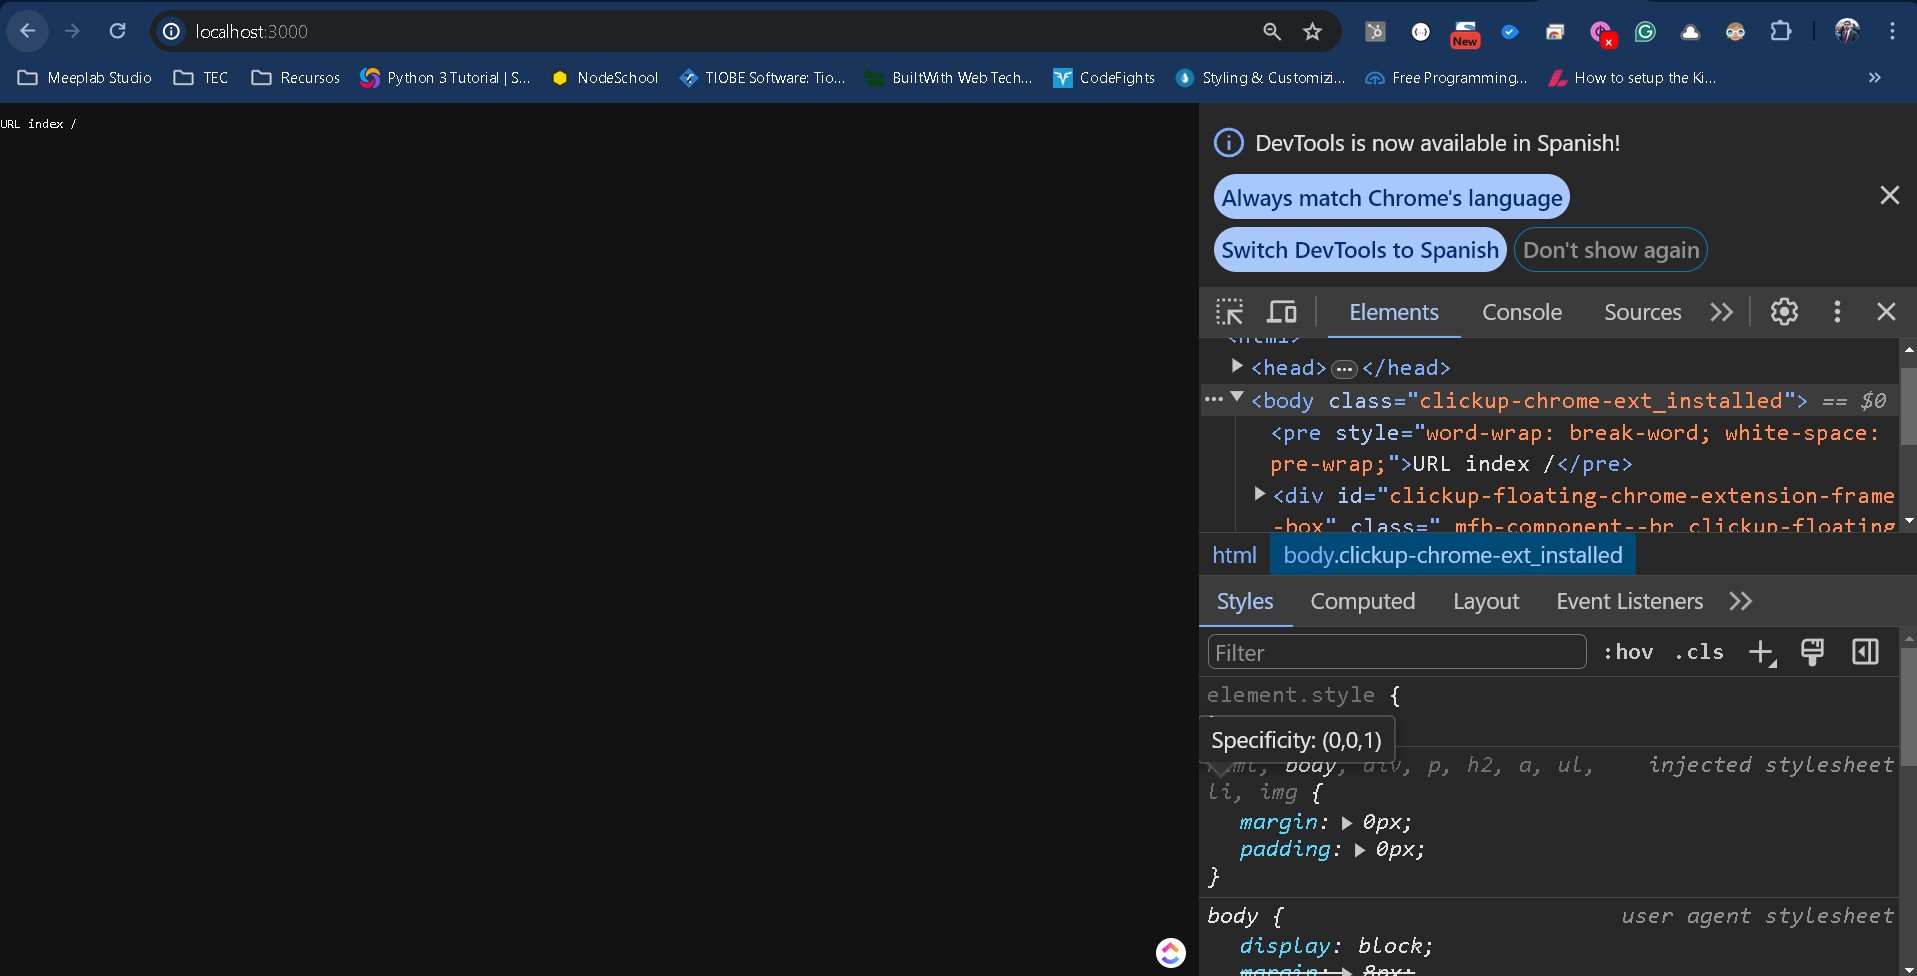 localhost:3000
New
Meeplab Studio TEC Recursos Python 3 Tutorial | S... NodeSchool TIOBE Software: Tio... BuiltWith Web Tech... CodeFights Styling & Customizi... Free Programming... How to setup the Ki...
URL index /
DevTools is now available in Spanish!
Always match Chrome's language
Switch DevTools to Spanish Don't show again
Elements Console Sources
<html>
<head> ... </head>
<body class="clickup-chrome-ext_installed"> == $0
<pre style="word-wrap: break-word; white-space:
pre-wrap;">URL index /</pre>
<div id="clickup-floating-chrome-extension-frame
-box" class=" mfb-component--br clickup-floating
html body.clickup-chrome-ext_installed
Styles Computed Layout Event Listeners
Filter :hov .cls
element.style {
Specificity: (0,0,1)
html, body, div, p, h2, a, ul, injected stylesheet
li, img {
margin: 0px;
padding: 0px;
}
body { user agent stylesheet
display: block;
margin: 8px;